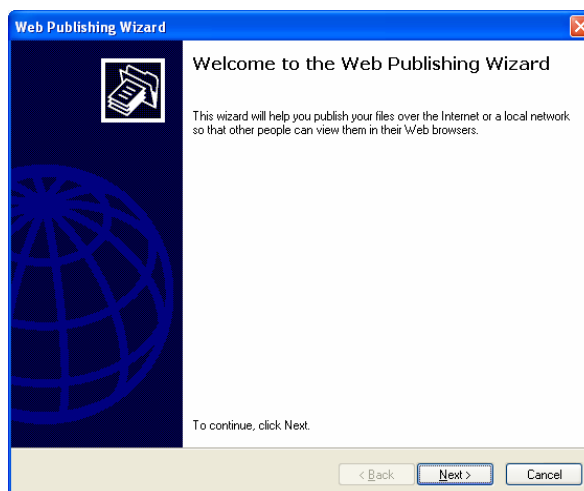 Web Publishing Wizard
Welcome to the Web Publishing Wizard
This wizard will help you publish your files over the Internet or a local network
so that other people can view them in their Web browsers.
To continue, click Next.
< Back Next > Cancel